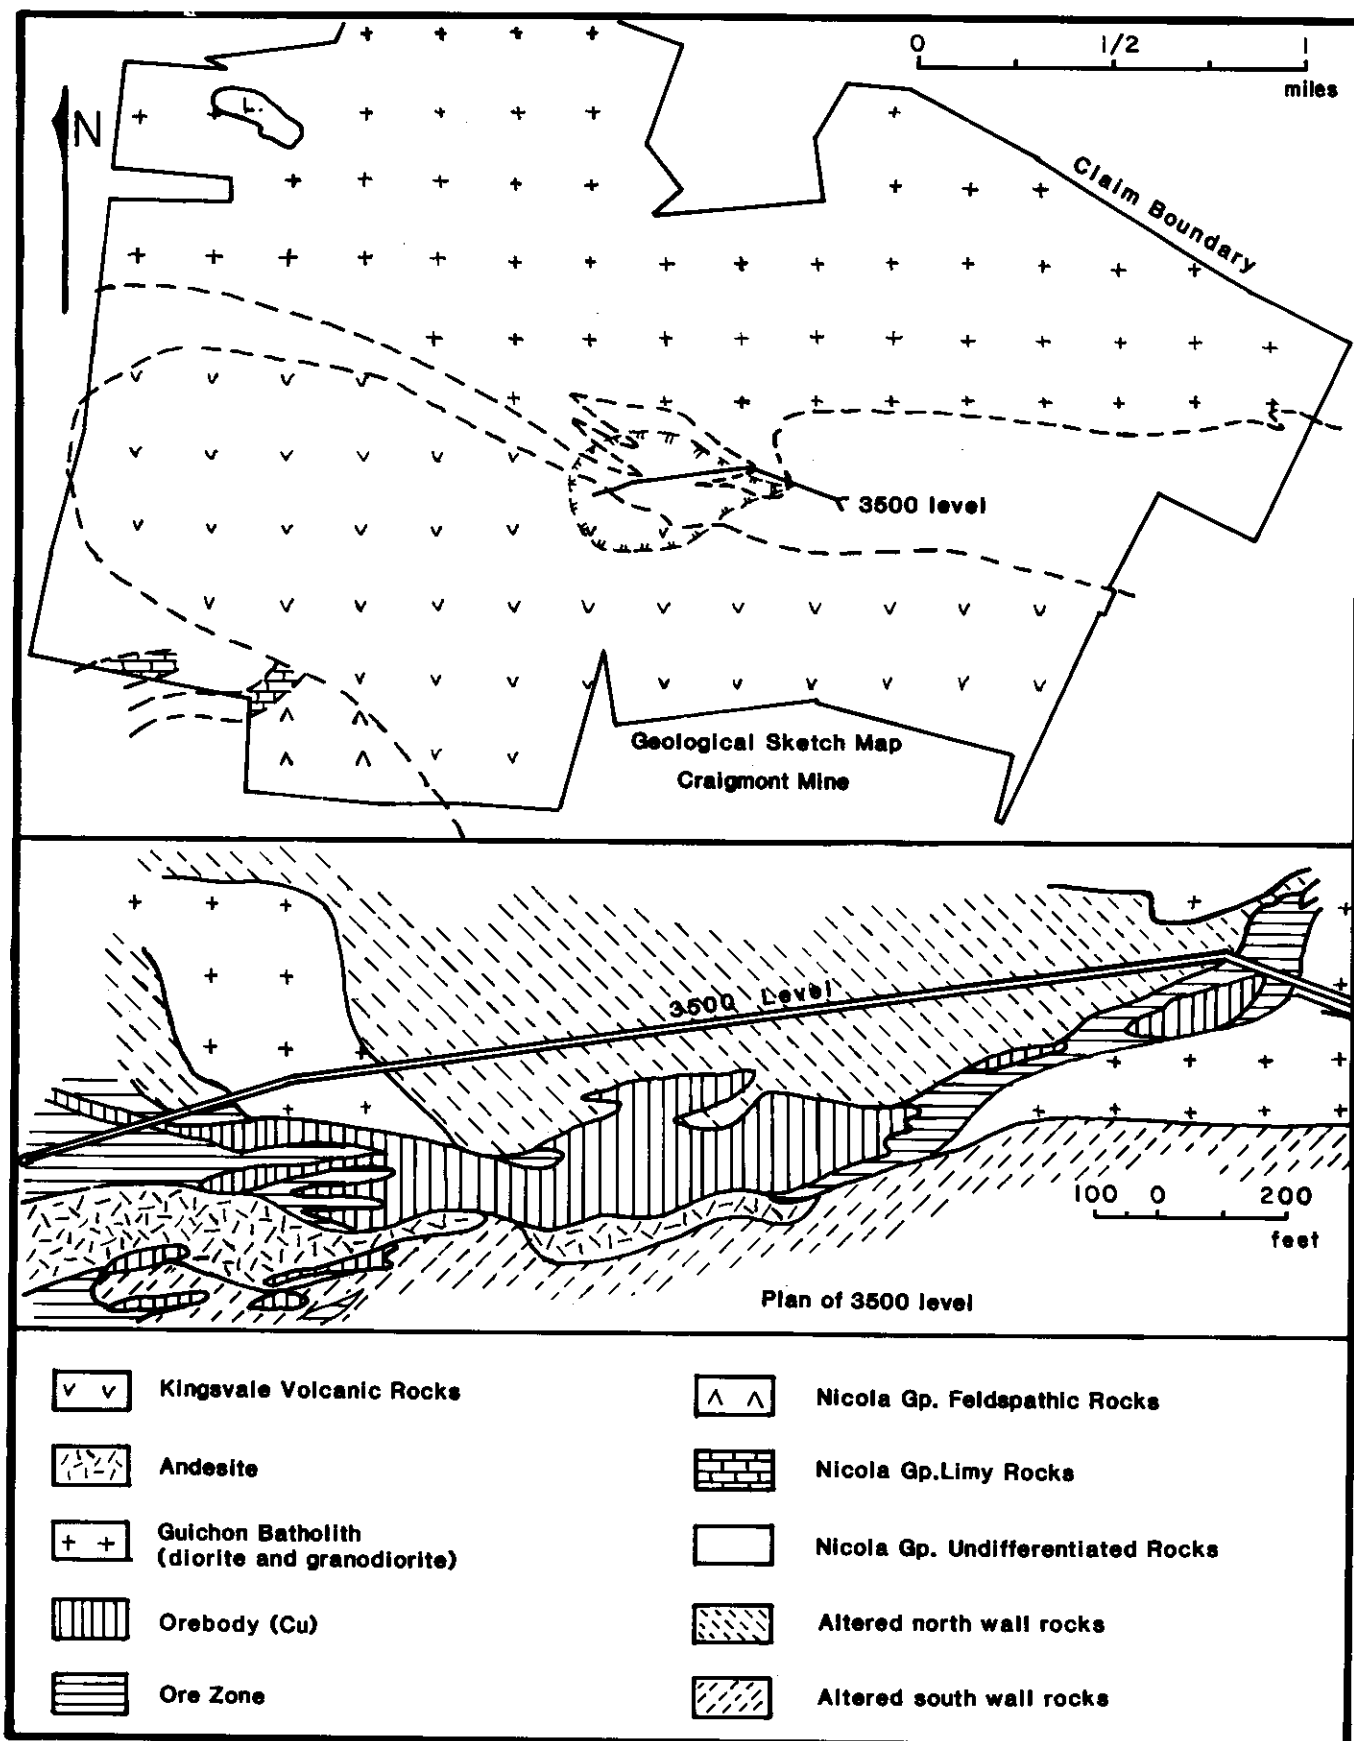 0 1/2 1
miles
L.
N
Claim Boundary
3500 level
Geological Sketch Map
Craigmont Mine
3500 Level
100 0 200
feet
Plan of 3500 level
Kingsvale Volcanic Rocks
Nicola Gp. Feldspathic Rocks
Andesite
Nicola Gp.Limy Rocks
Guichon Batholith
(diorite and granodiorite)
Nicola Gp. Undifferentiated Rocks
Orebody (Cu)
Altered north wall rocks
Ore Zone
Altered south wall rocks